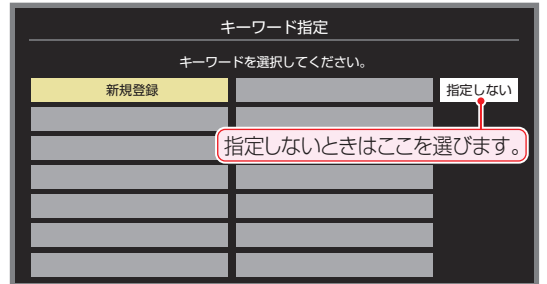 キーワード指定
キーワードを選択してください。
新規登録
指定しない
指定しないときはここを選びます。